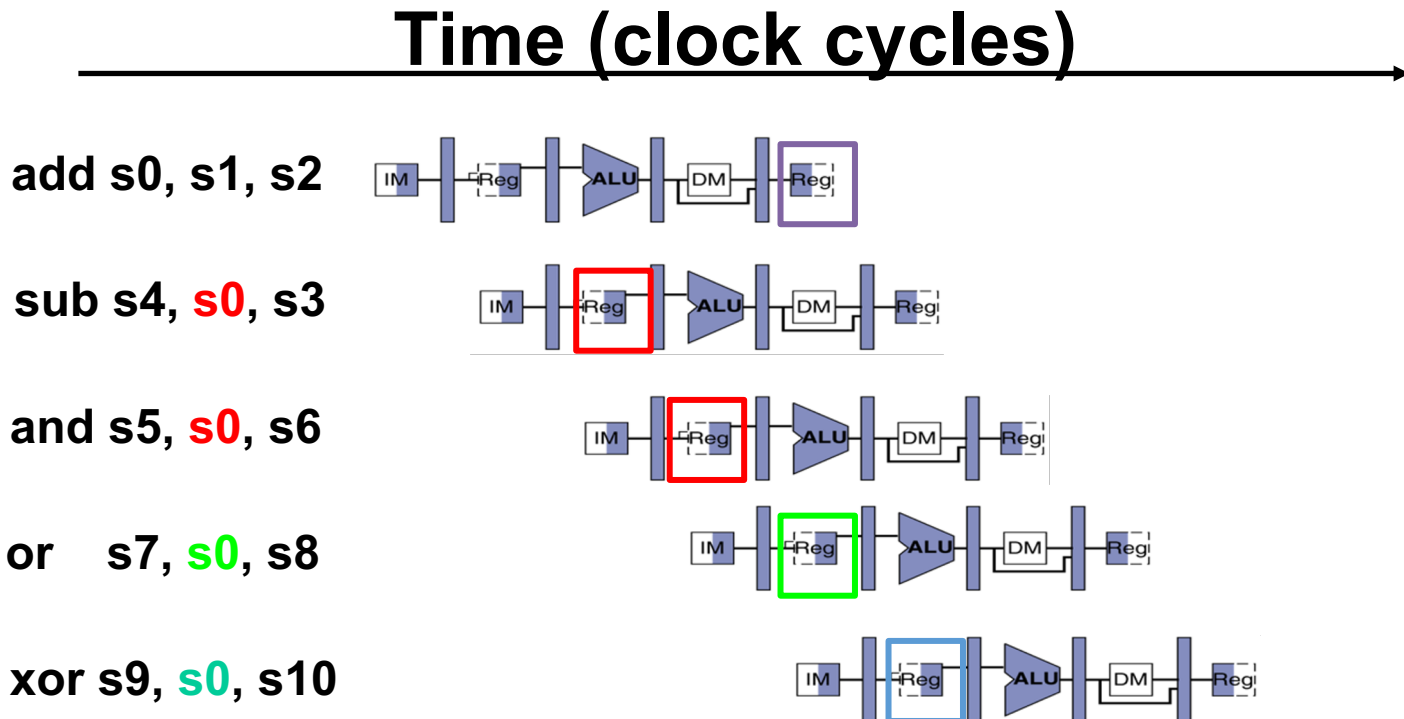 Time (clock cycles)
add s0, s1, s2 IM Reg ALU DM Reg
sub s4, s0, s3 IM Reg ALU DM Reg
and s5, s0, s6 IM Reg ALU DM Reg
or s7, s0, s8 IM Reg ALU DM Reg
xor s9, s0, s10 IM Reg ALU DM Reg